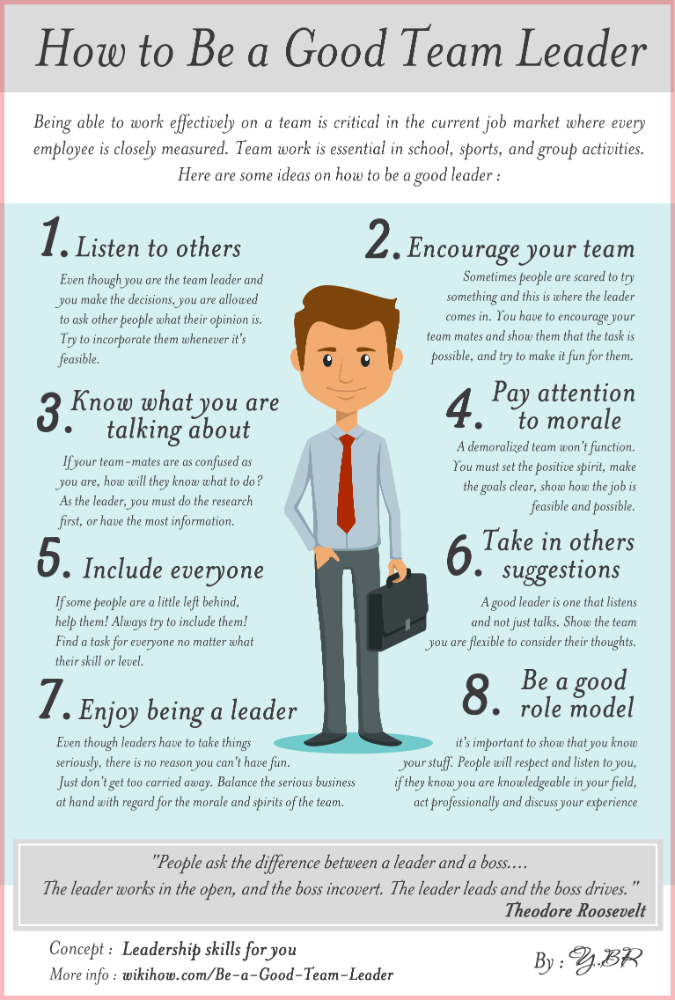 How to Be a Good Team Leader
Being able to work effectively on a team is critical in the current job market where every
employee is closely measured. Team work is essential in school, sports, and group activities.
Here are some ideas on how to be a good leader :
1. Listen to others
Even though you are the team leader and
you make the decisions, you are allowed
to ask other people what their opinion is.
Try to incorporate them whenever it's
feasible.
2. Encourage your team
Sometimes people are scared to try
something and this is where the leader
comes in. You have to encourage your
team mates and show them that the task is
possible, and try to make it fun for them.
3. Know what you are
talking about
If your team-mates are as confused as
you are, how will they know what to do?
As the leader, you must do the research
first, or have the most information.
4. Pay attention
to morale
A demoralized team won't function.
You must set the positive spirit, make
the goals clear, show how the job is
feasible and possible.
5. Include everyone
If some people are a little left behind,
help them! Always try to include them!
Find a task for everyone no matter what
their skill or level.
6. Take in others
suggestions
A good leader is one that listens
and not just talks. Show the team
you are flexible to consider their thoughts.
7. Enjoy being a leader
Even though leaders have to take things
seriously, there is no reason you can't have fun.
Just don't get too carried away. Balance the serious business
at hand with regard for the morale and spirits of the team.
8. Be a good
role model
it's important to show that you know
your stuff. People will respect and listen to you,
if they know you are knowledgeable in your field,
act professionally and discuss your experience
"People ask the difference between a leader and a boss....
The leader works in the open, and the boss incovert. The leader leads and the boss drives."
Theodore Roosevelt
Concept : Leadership skills for you
More info : wikihow.com/Be-a-Good-Team-Leader
By : Y.BR